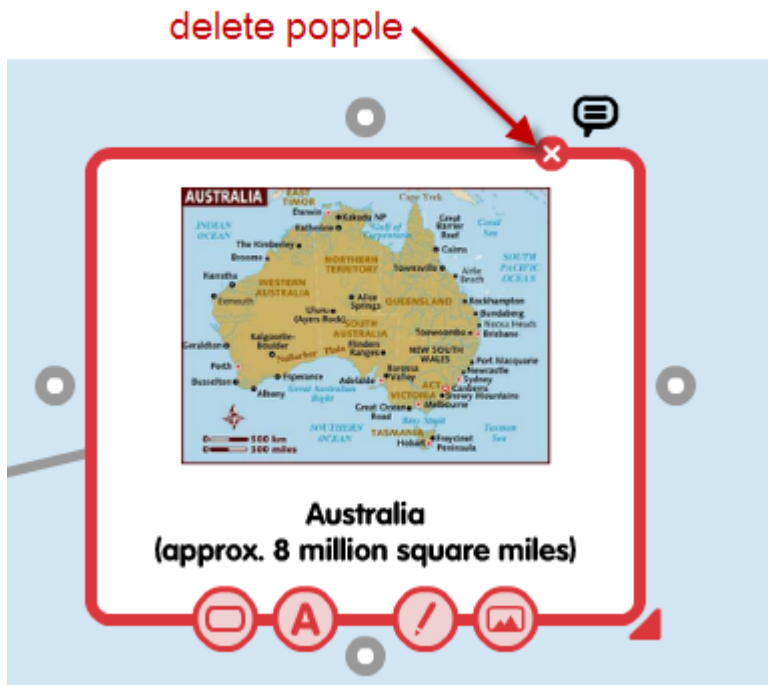 delete popple
AUSTRALIA
EAST
TIMOR
Cape York
Darwin
Kakadu NP
Katherine
Gulf of
Carpentaria
Great
Barrier
Reef
Coral
Sea
INDIAN
OCEAN
The Kimberley
Broome
Cairns
SOUTH
PACIFIC
OCEAN
NORTHERN
TERRITORY
Townsville
Airlie
Beach
Karratha
Exmouth
WESTERN
AUSTRALIA
Alice
Springs
QUEENSLAND
Rockhampton
Bundaberg
Noosa Heads
Uluru
(Ayers Rock)
SOUTH
AUSTRALIA
Toowoomba
Brisbane
Geraldton
Kalgoorlie-
Boulder
Nullarbor Plain
Flinders
Ranges
NEW SOUTH
WALES
Port Macquarie
Newcastle
Sydney
Perth
Barossa
Valley
Busselton
Esperance
Adelaide
ACT
Canberra
Albany
Great Australian
Bight
VICTORIA
Snowy Mountains
Melbourne
Great Ocean
Road
Bass Strait
SOUTHERN
OCEAN
TASMANIA
Tasman
Sea
0 500 km
0 300 miles
Hobart
Freycinet
Peninsula
Australia
(approx. 8 million square miles)
A